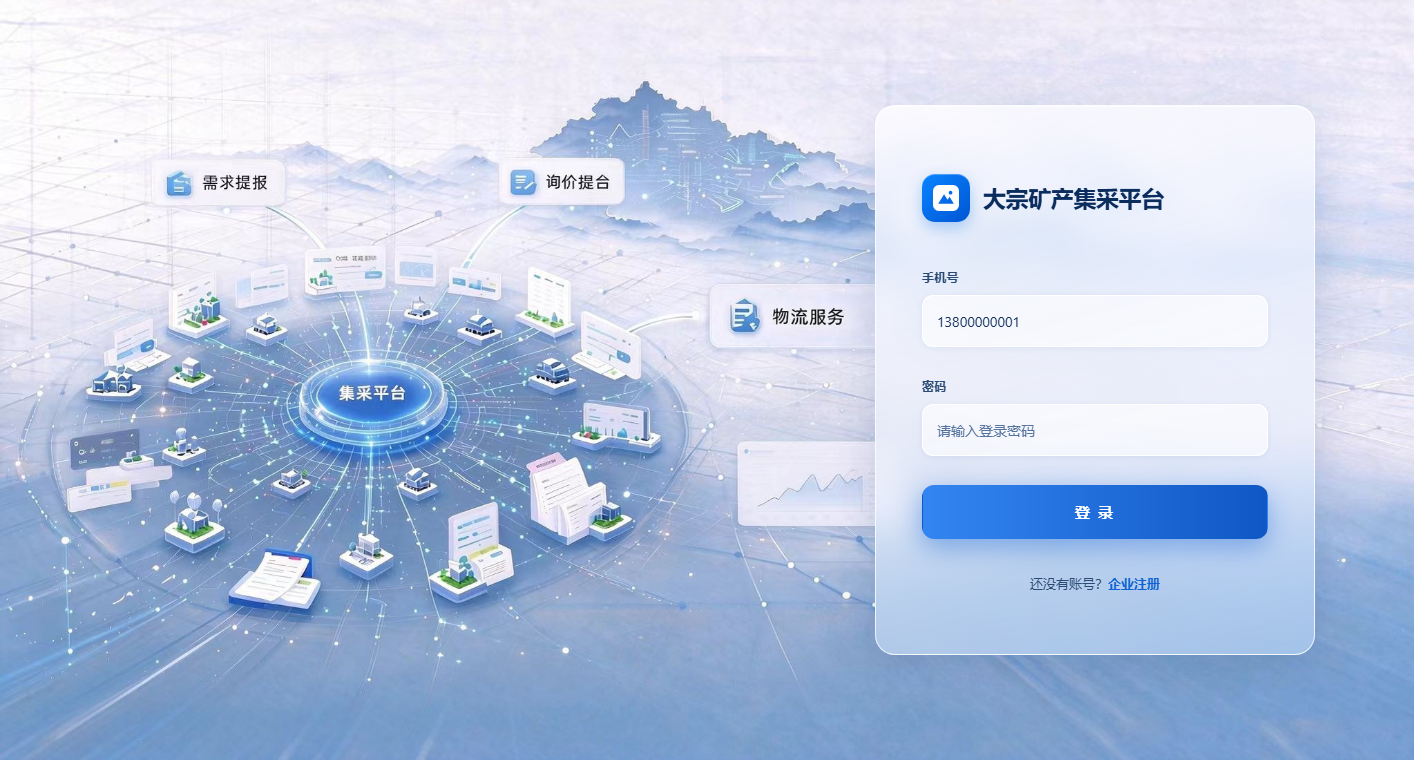 需求提报
询价提合
物流服务
集采平台
大宗矿产集采平台
手机号
13800000001
密码
请输入登录密码
登 录
还没有账号？企业注册